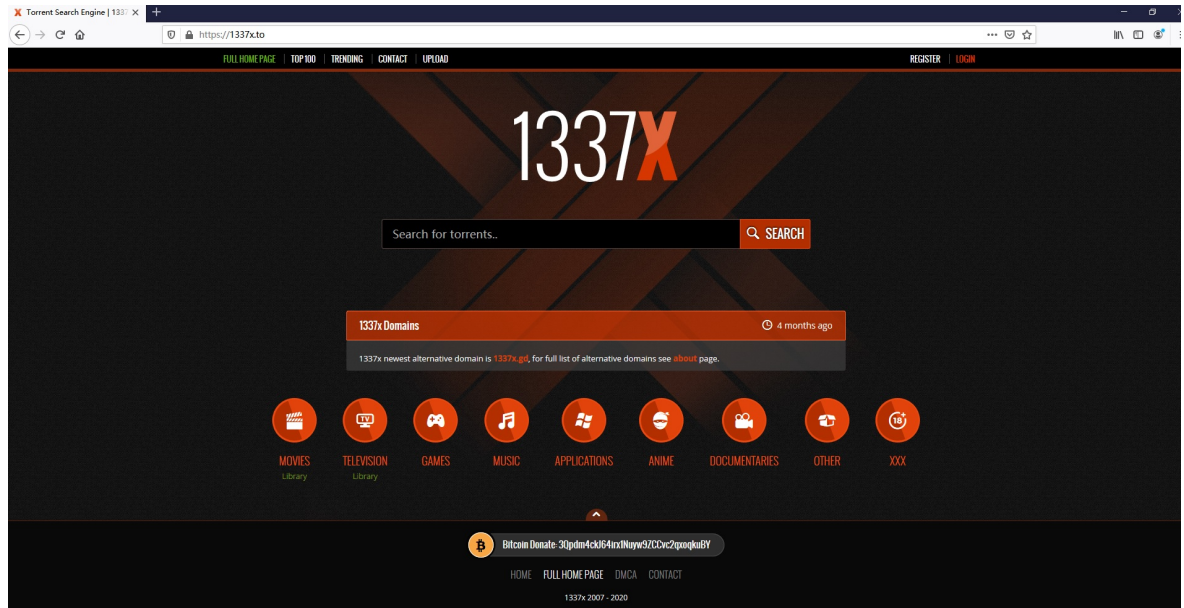 Torrent Search Engine | 1337
https://1337x.to
FULL HOME PAGE TOP 100 TRENDING CONTACT UPLOAD REGISTER LOGIN
1337X
Search for torrents.. SEARCH
1337x Domains 4 months ago
1337x newest alternative domain is 1337x.gd, for full list of alternative domains see about page.
TV 18+
MOVIES TELEVISION GAMES MUSIC APPLICATIONS ANIME DOCUMENTARIES OTHER XXX
Library Library
Bitcoin Donate: 3Qpdm4ckJ64irx1Nuyw9ZCCvc2qxoqkuBY
HOME FULL HOME PAGE DMCA CONTACT
1337x 2007 - 2020